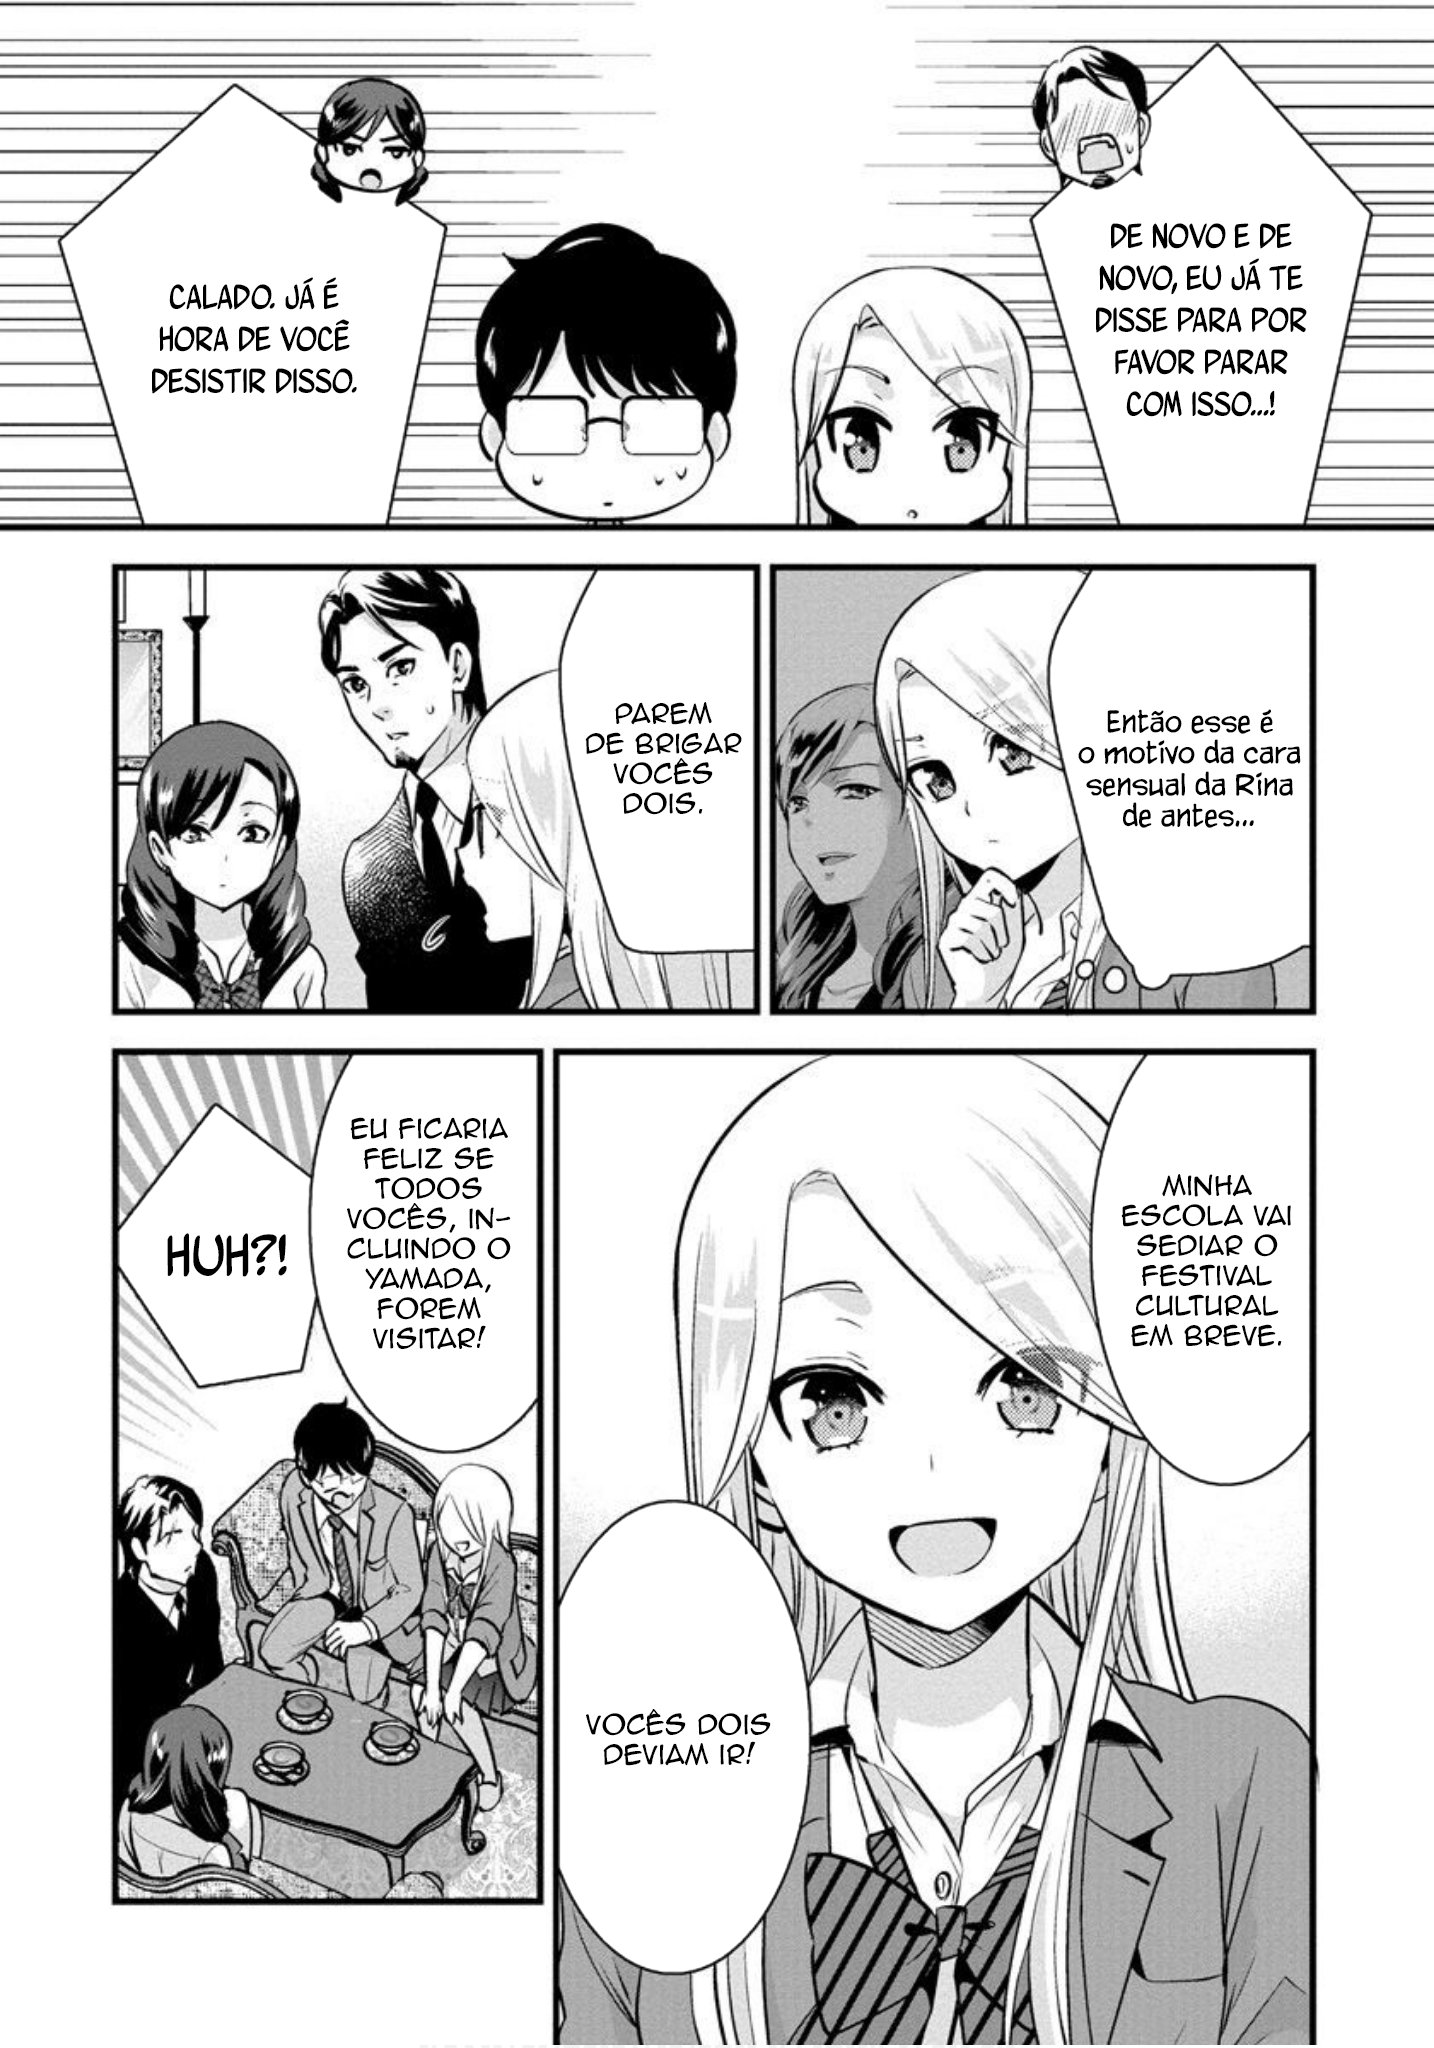 DE NOVO E DE
NOVO, EU JÁ TE
DISSE PARA POR
FAVOR PARAR
COM ISSO...!
CALADO. JÁ É
HORA DE VOCÊ
DESISTIR DISSO.
Então esse é
o motivo da cara
sensual da Rina
de antes...
PAREM
DE BRIGAR
VOCÊS
DOIS.
MINHA
ESCOLA VAI
SEDIAR O
FESTIVAL
CULTURAL
EM BREVE.
VOCÊS DOIS
DEVIAM IR!
EU FICARIA
FELIZ SE
TODOS
VOCÊS, IN-
CLUINDO O
YAMADA,
FOREM
VISITAR!
HUH?!